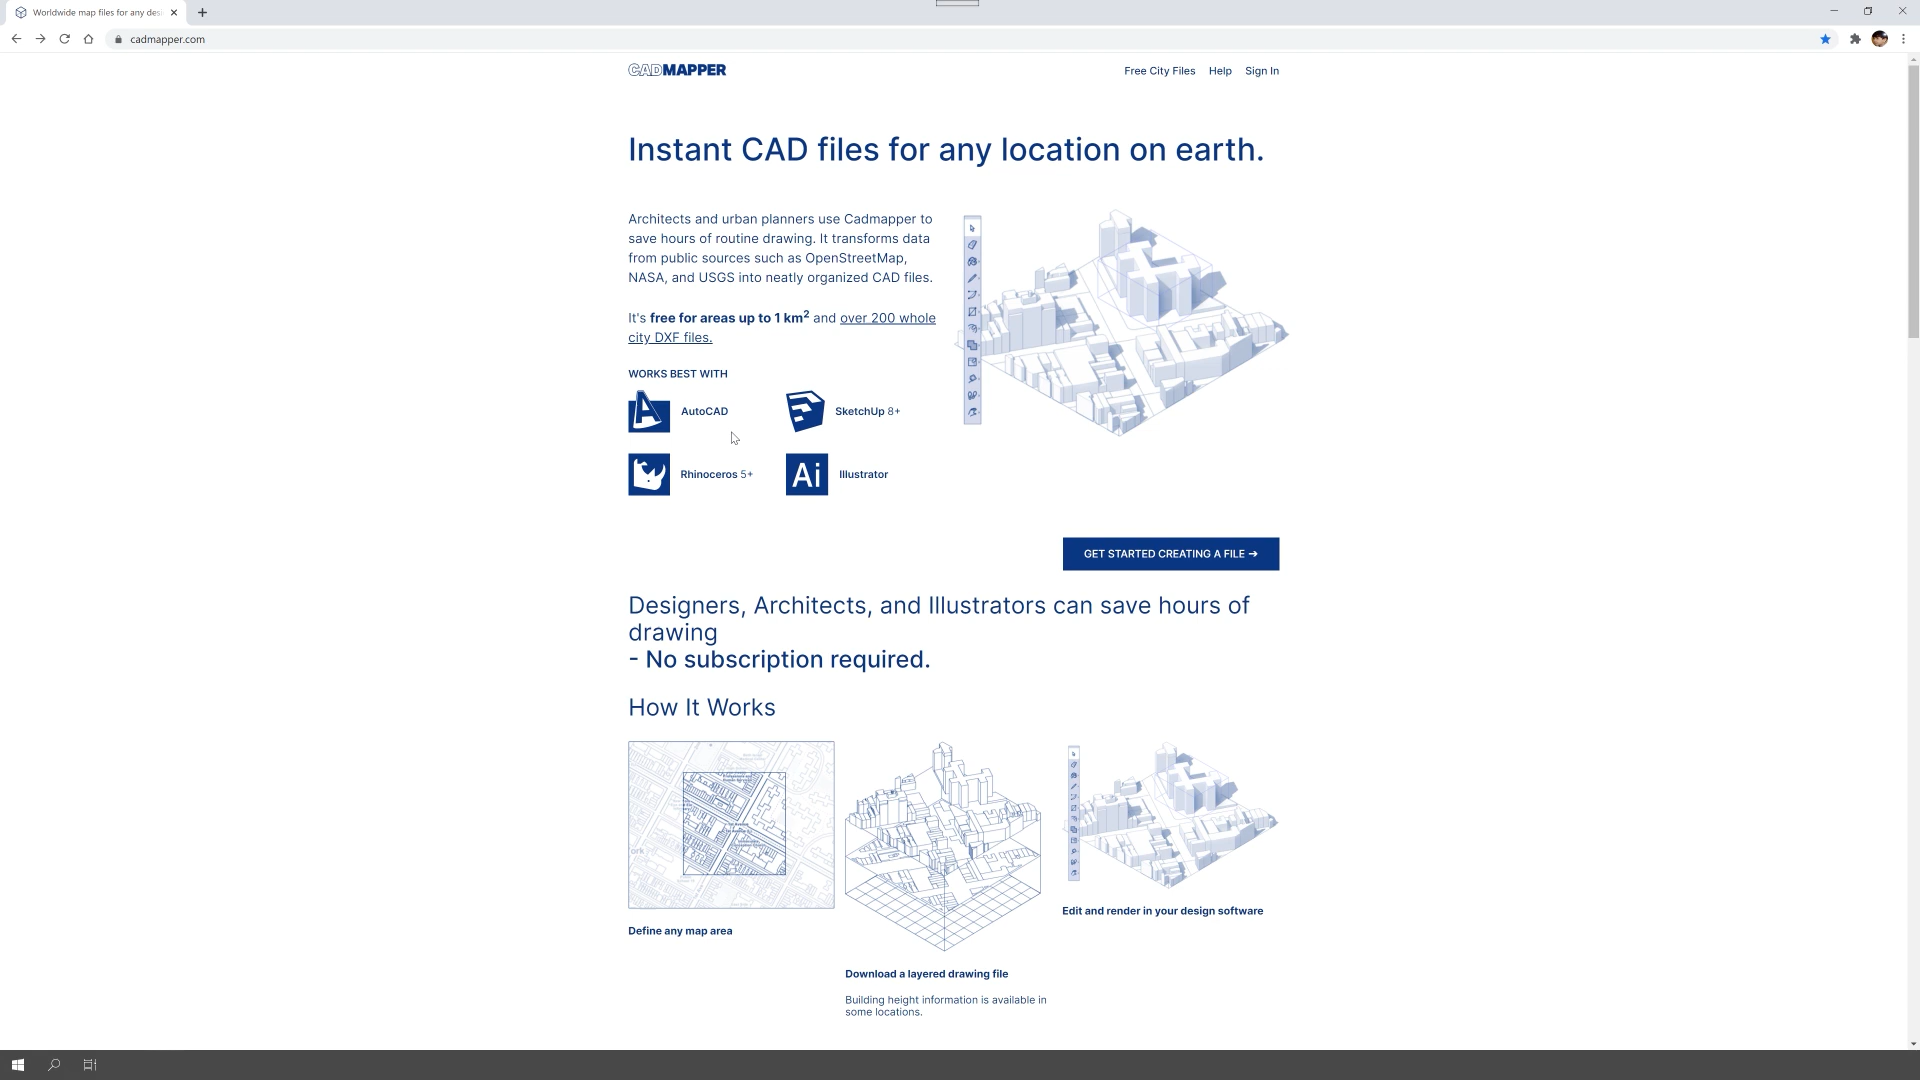 Worldwide map files for any des
cadmapper.com
CADMAPPER
Free City Files
Help
Sign In
Instant CAD files for any location on earth.
Architects and urban planners use Cadmapper to
save hours of routine drawing. It transforms data
from public sources such as OpenStreetMap,
NASA, and USGS into neatly organized CAD files.
It's free for areas up to 1 km² and over 200 whole
city DXF files.
WORKS BEST WITH
AutoCAD
SketchUp 8+
Rhinoceros 5+
Ai
Illustrator
GET STARTED CREATING A FILE ➔
Designers, Architects, and Illustrators can save hours of
drawing
- No subscription required.
How It Works
Define any map area
Download a layered drawing file
Building height information is available in
some locations.
Edit and render in your design software